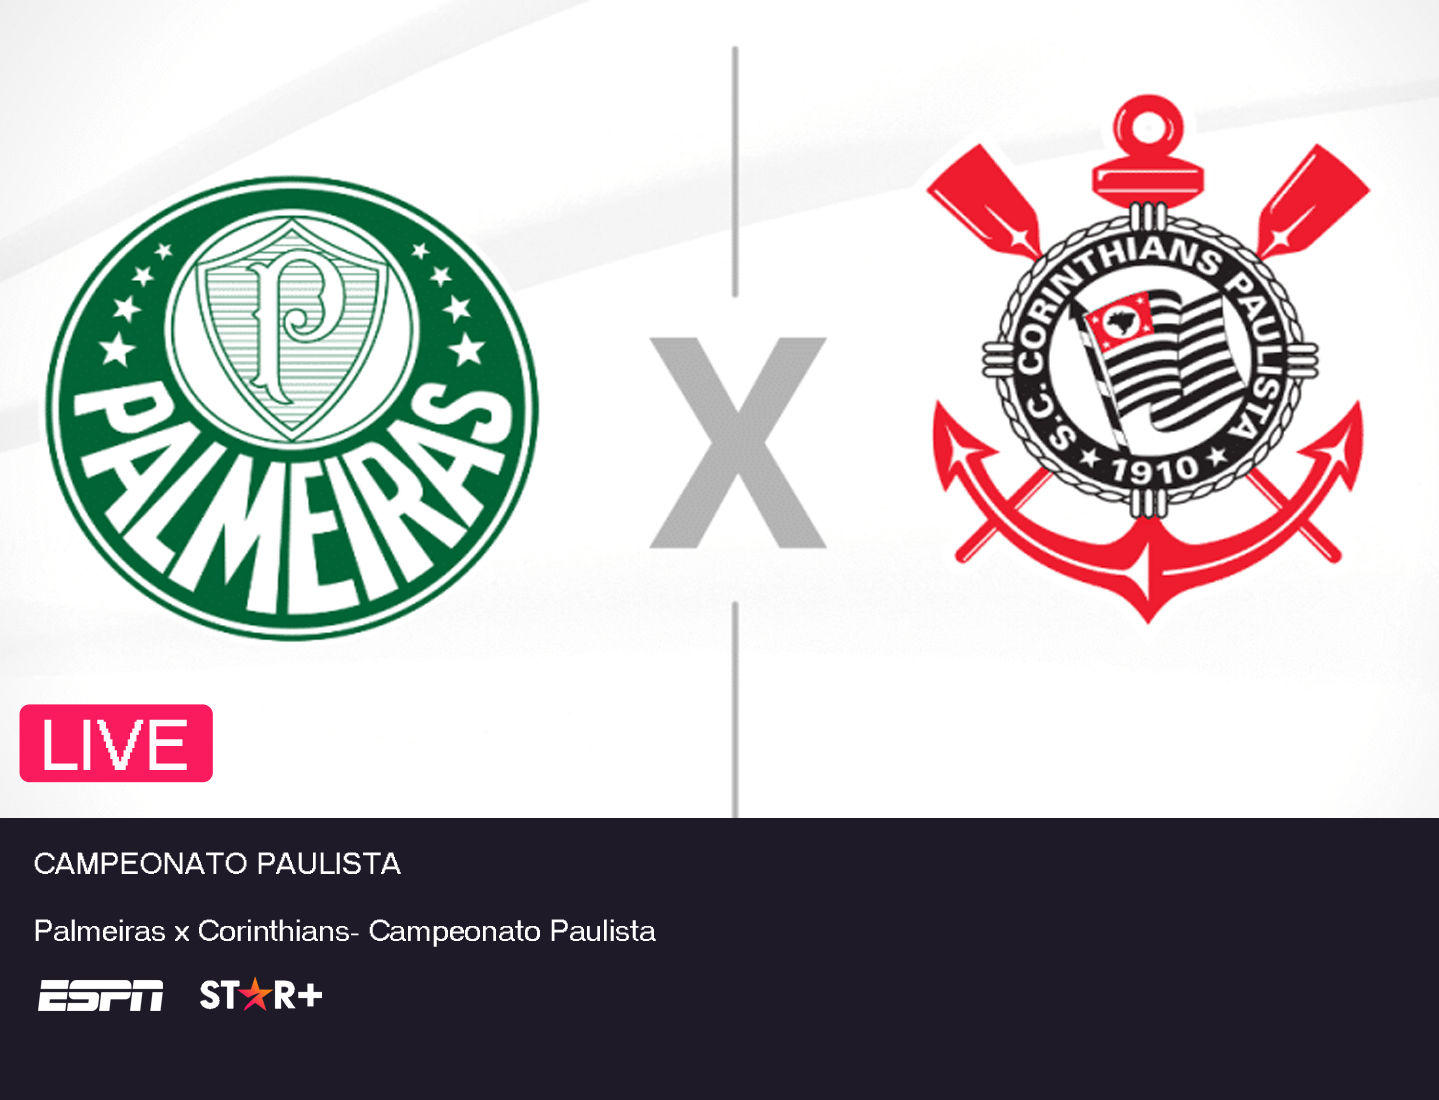 P
PALMEIRAS
X
S.C. CORINTHIANS PAULISTA
1910
LIVE
CAMPEONATO PAULISTA
Palmeiras x Corinthians- Campeonato Paulista
ESPN STAR+